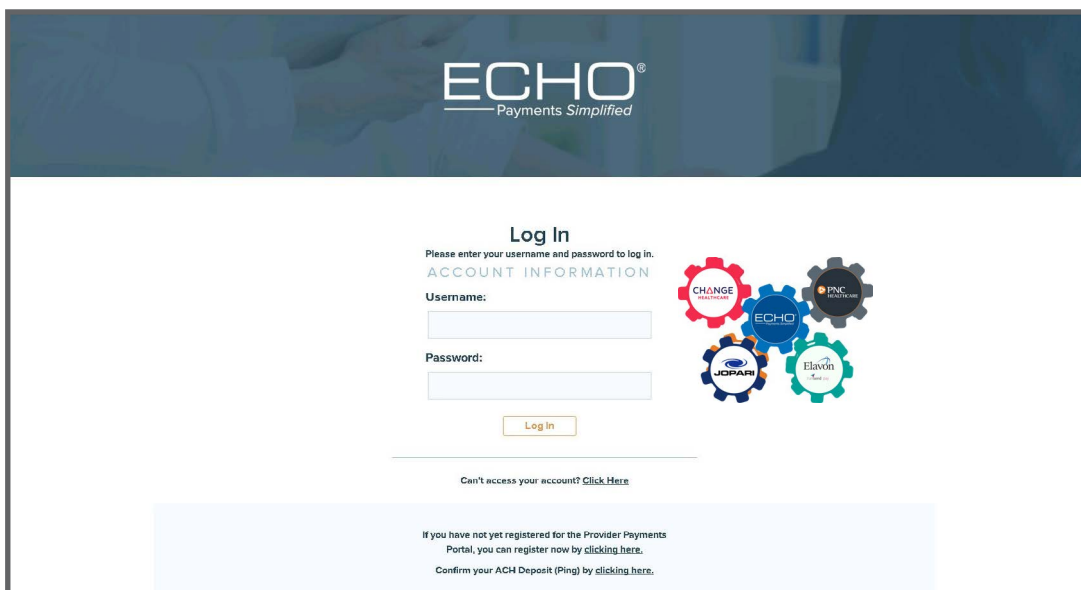 ECHO®
Payments Simplified
Log In
Please enter your username and password to log in.
ACCOUNT INFORMATION
Username:
Password:
Log In
CHANGE
HEALTHCARE
PNC
HEALTHCARE
ECHO
Payments Simplified
JOPARI
Elavon
Can't access your account? Click Here
If you have not yet registered for the Provider Payments
Portal, you can register now by clicking here.
Confirm your ACH Deposit (Ping) by clicking here.